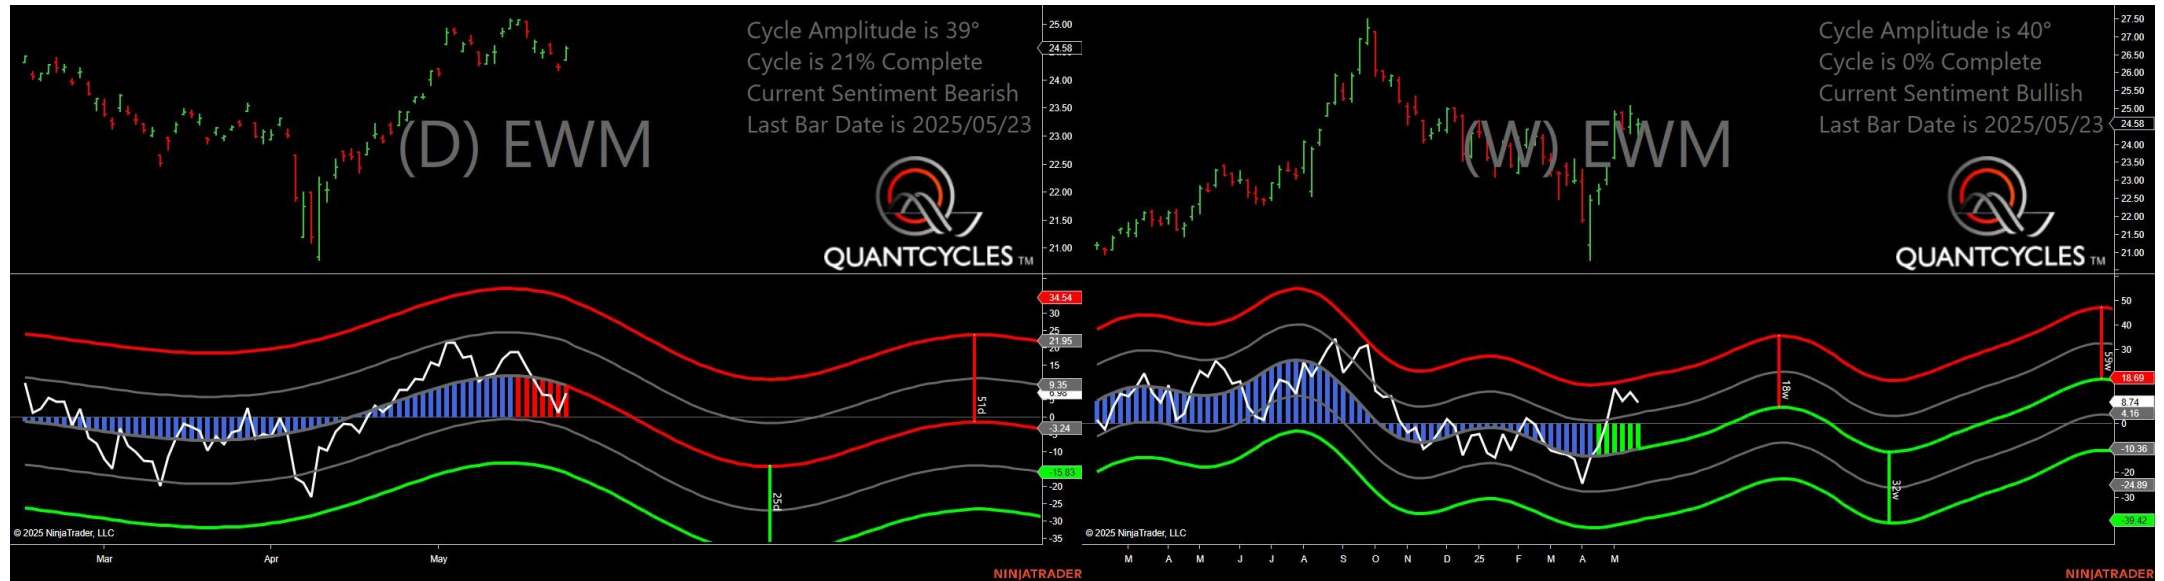 Cycle Amplitude is 39°
Cycle is 21% Complete
Current Sentiment Bearish
Last Bar Date is 2025/05/23
(D) EWM
QUANTCYCLES TM
25.00
24.58
24.00
23.50
23.00
22.50
22.00
21.50
21.00
34.54
30
25
21.95
20
15
9.35
6.98
5
0
-3.24
-10
-15.83
-20
-25
-30
-35
51d
25d
© 2025 NinjaTrader, LLC
Mar Apr May
NINJATRADER
Cycle Amplitude is 40°
Cycle is 0% Complete
Current Sentiment Bullish
Last Bar Date is 2025/05/23
(W) EWM
QUANTCYCLES TM
27.50
27.00
26.50
26.00
25.50
25.00
24.58
24.00
23.50
23.00
22.50
22.00
21.50
21.00
50
40
30
18.69
8.74
4.16
0
-10.36
-20
-24.89
-30
-39.42
18w
32w
59w
© 2025 NinjaTrader, LLC
M A M J J A S O N D 25 F M A M
NINJATRADER